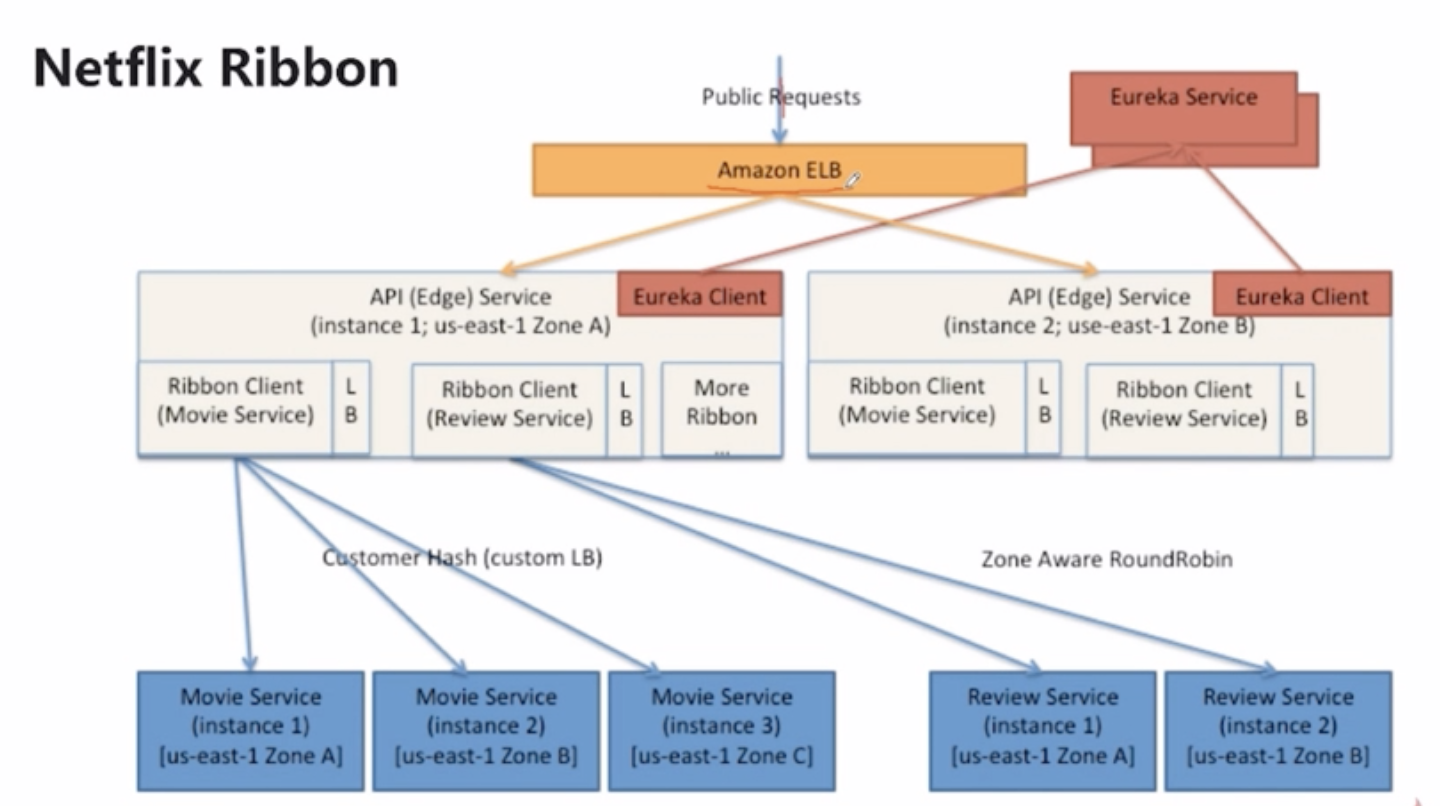 Netflix Ribbon
Public Requests
Eureka Service
Amazon ELB
API (Edge) Service
(instance 1; us-east-1 Zone A)
Eureka Client
API (Edge) Service
(instance 2; use-east-1 Zone B)
Eureka Client
Ribbon Client
(Movie Service)
L
B
Ribbon Client
(Review Service)
L
B
More
Ribbon
...
Ribbon Client
(Movie Service)
L
B
Ribbon Client
(Review Service)
L
B
Customer Hash (custom LB)
Zone Aware RoundRobin
Movie Service
(instance 1)
[us-east-1 Zone A]
Movie Service
(instance 2)
[us-east-1 Zone B]
Movie Service
(instance 3)
[us-east-1 Zone C]
Review Service
(instance 1)
[us-east-1 Zone A]
Review Service
(instance 2)
[us-east-1 Zone B]